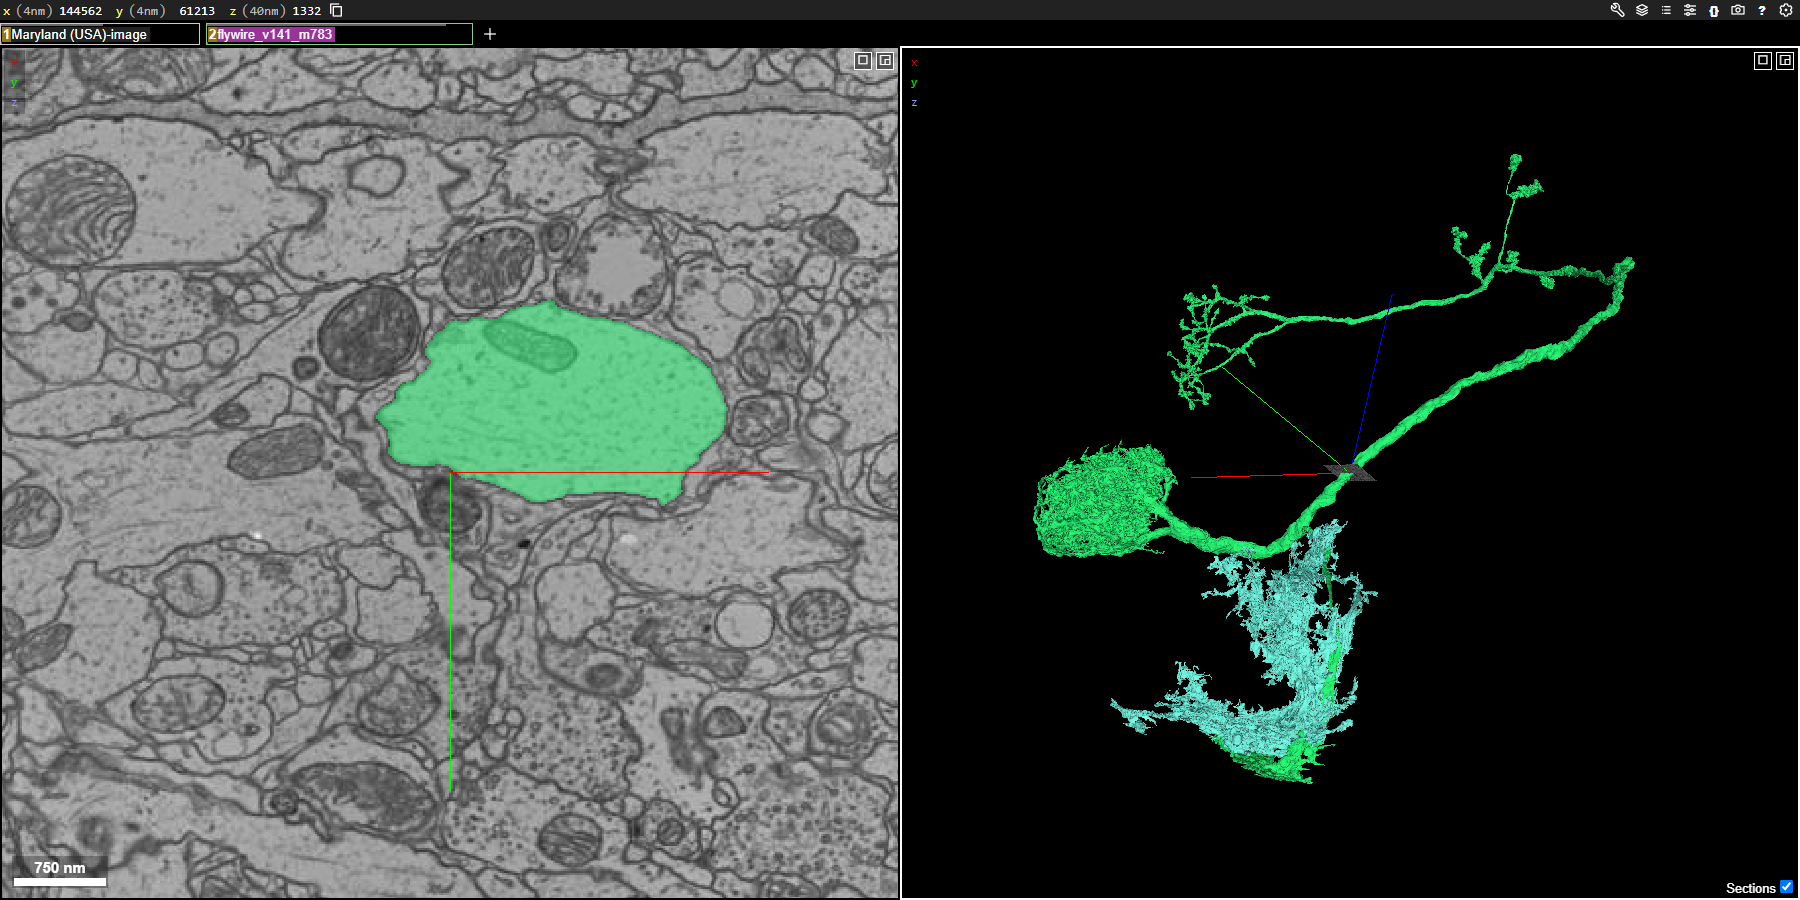 x (4nm) 144562 y (4nm) 61213 z (40nm) 1332
1 Maryland (USA)-image 2 flywire_v141_m783 +
x
y
z
x
y
z
750 nm
Sections